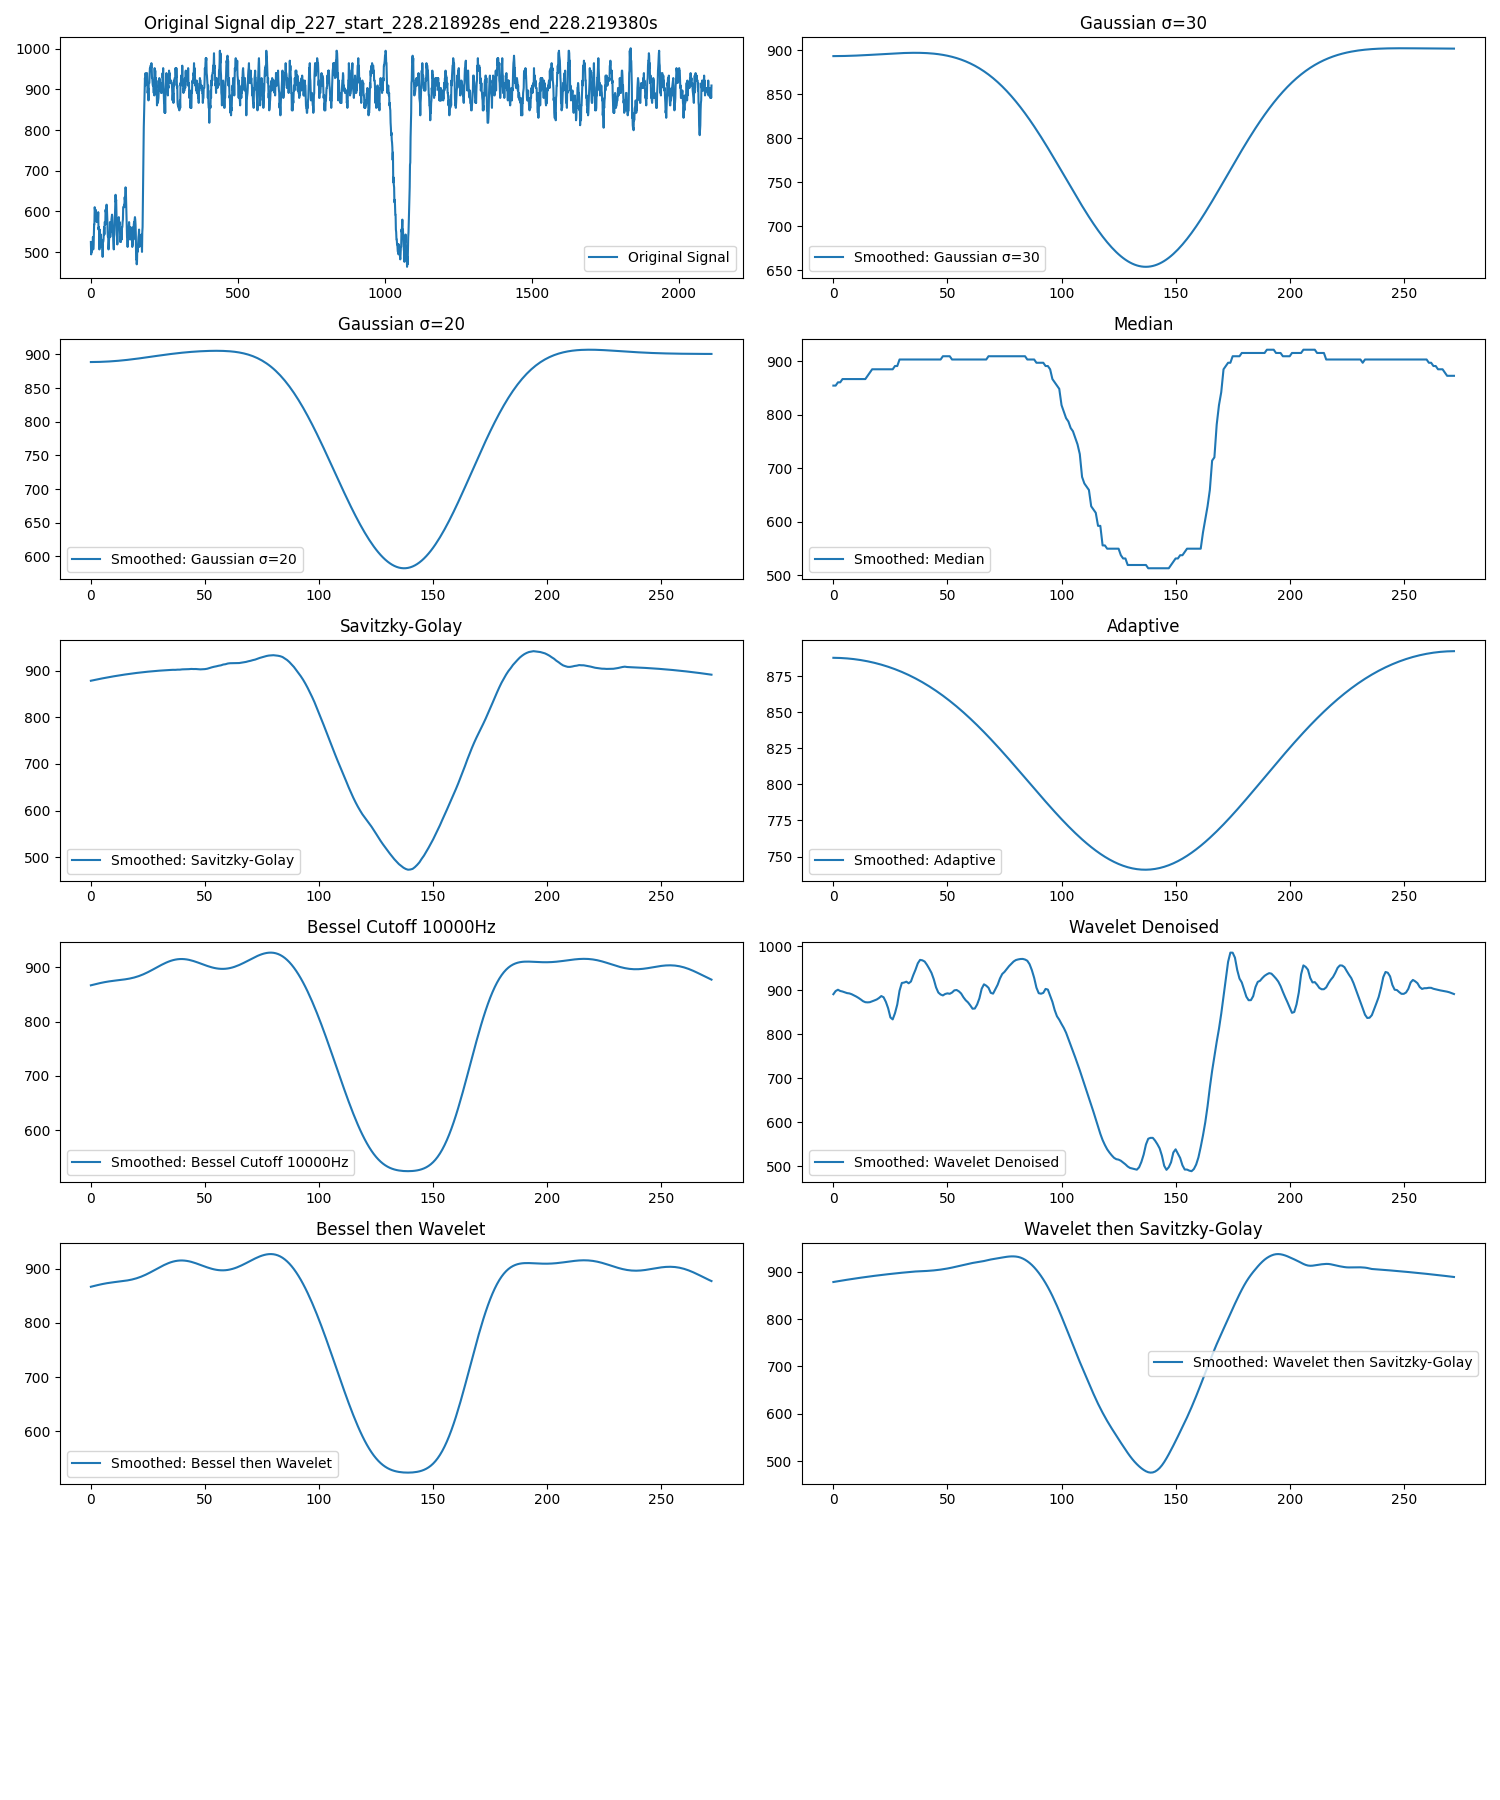 Original Signal dip_227_start_228.218928s_end_228.219380s
1000
900
800
700
600
500
Original Signal
0 500 1000 1500 2000
Gaussian σ=30
900
850
800
750
700
650
Smoothed: Gaussian σ=30
0 50 100 150 200 250
Gaussian σ=20
900
850
800
750
700
650
600
Smoothed: Gaussian σ=20
0 50 100 150 200 250
Median
900
800
700
600
500
Smoothed: Median
0 50 100 150 200 250
Savitzky-Golay
900
800
700
600
500
Smoothed: Savitzky-Golay
0 50 100 150 200 250
Adaptive
875
850
825
800
775
750
Smoothed: Adaptive
0 50 100 150 200 250
Bessel Cutoff 10000Hz
900
800
700
600
Smoothed: Bessel Cutoff 10000Hz
0 50 100 150 200 250
Wavelet Denoised
1000
900
800
700
600
500
Smoothed: Wavelet Denoised
0 50 100 150 200 250
Bessel then Wavelet
900
800
700
600
Smoothed: Bessel then Wavelet
0 50 100 150 200 250
Wavelet then Savitzky-Golay
900
800
700
600
500
Smoothed: Wavelet then Savitzky-Golay
0 50 100 150 200 250